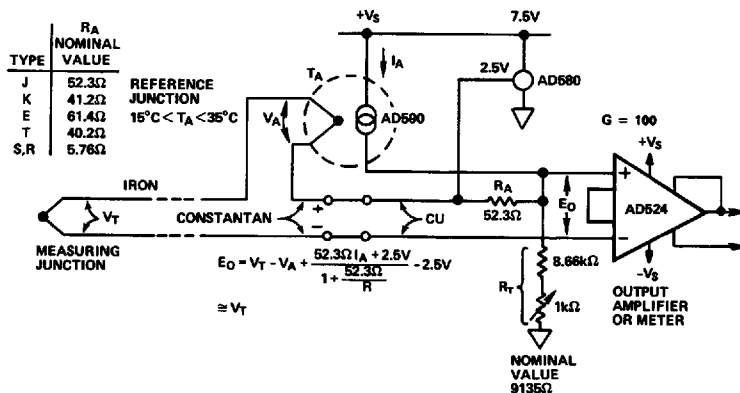 +VS
7.5V
RA
NOMINAL
VALUE
TYPE
J 52.3Ω
K 41.2Ω
E 61.4Ω
T 40.2Ω
S,R 5.76Ω
REFERENCE
JUNCTION
15°C < TA < 35°C
TA
IA
VA
AD590
2.5V
AD580
G = 100
+VS
IRON
VT
CONSTANTAN
+
−
CU
RA
52.3Ω
EO
+
AD524
−
−VS
MEASURING
JUNCTION
EO = VT − VA + 52.3Ω IA + 2.5V / 1 + 52.3Ω / R − 2.5V
≅ VT
8.66kΩ
RT
1kΩ
OUTPUT
AMPLIFIER
OR METER
NOMINAL
VALUE
9135Ω